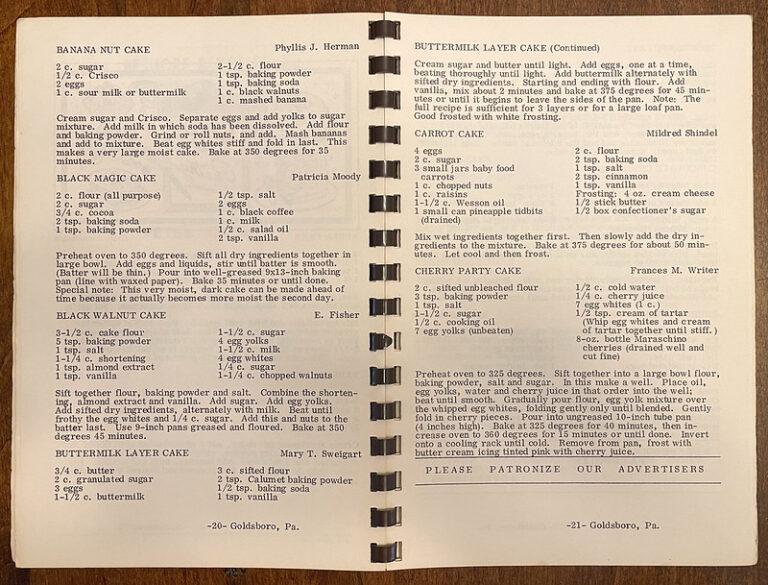 BANANA NUT CAKE Phyllis J. Herman
2 c. sugar 2-1/2 c. flour
1/2 c. Crisco 1 tsp. baking powder
2 eggs 1 tsp. baking soda
1 c. sour milk or buttermilk 1 c. black walnuts
1 c. mashed banana
Cream sugar and Crisco. Separate eggs and add yolks to sugar
mixture. Add milk in which soda has been dissolved. Add flour
and baking powder. Grind or roll nuts, and add. Mash bananas
and add to mixture. Beat egg whites stiff and fold in last. This
makes a very large moist cake. Bake at 350 degrees for 35
minutes.
BLACK MAGIC CAKE Patricia Moody
2 c. flour (all purpose) 1/2 tsp. salt
2 c. sugar 2 eggs
3/4 c. cocoa 1 c. black coffee
2 tsp. baking soda 1 c. milk
1 tsp. baking powder 1/2 c. salad oil
2 tsp. vanilla
Preheat oven to 350 degrees. Sift all dry ingredients together in
large bowl. Add eggs and liquids, stir until batter is smooth.
(Batter will be thin.) Pour into well-greased 9x13-inch baking
pan (line with waxed paper). Bake 35 minutes or until done.
Special note: This very moist, dark cake can be made ahead of
time because it actually becomes more moist the second day.
BLACK WALNUT CAKE E. Fisher
3-1/2 c. cake flour 1-1/2 c. sugar
5 tsp. baking powder 4 egg yolks
1 tsp. salt 1-1/2 c. milk
1-1/4 c. shortening 4 egg whites
1 tsp. almond extract 1/4 c. sugar
1 tsp. vanilla 1-1/4 c. chopped walnuts
Sift together flour, baking powder and salt. Combine the shorten-
ing, almond extract and vanilla. Add sugar. Add egg yolks.
Add sifted dry ingredients, alternately with milk. Beat until
frothy the egg whites and 1/4 c. sugar. Add this and nuts to the
batter last. Use 9-inch pans greased and floured. Bake at 350
degrees 45 minutes.
BUTTERMILK LAYER CAKE Mary T. Sweigart
3/4 c. butter 3 c. sifted flour
2 c. granulated sugar 2 tsp. Calumet baking powder
3 eggs 1/2 tsp. baking soda
1-1/2 c. buttermilk 1 tsp. vanilla
-20- Goldsboro, Pa.
BUTTERMILK LAYER CAKE (Continued)
Cream sugar and butter until light. Add eggs, one at a time,
beating thoroughly until light. Add buttermilk alternately with
sifted dry ingredients. Starting and ending with flour. Add
vanilla, mix about 2 minutes and bake at 375 degrees for 45 min-
utes or until it begins to leave the sides of the pan. Note: The
full recipe is sufficient for 3 layers or for a large loaf pan.
Good frosted with white frosting.
CARROT CAKE Mildred Shindel
4 eggs 2 c. flour
2 c. sugar 2 tsp. baking soda
3 small jars baby food 1 tsp. salt
carrots 2 tsp. cinnamon
1 c. chopped nuts 1 tsp. vanilla
1 c. raisins Frosting: 4 oz. cream cheese
1-1/2 c. Wesson oil 1/2 stick butter
1 small can pineapple tidbits 1/2 box confectioner's sugar
(drained)
Mix wet ingredients together first. Then slowly add the dry in-
gredients to the mixture. Bake at 375 degrees for about 50 min-
utes. Let cool and then frost.
CHERRY PARTY CAKE Frances M. Writer
2 c. sifted unbleached flour 1/2 c. cold water
3 tsp. baking powder 1/4 c. cherry juice
1 tsp. salt 7 egg whites (1 c.)
1-1/2 c. sugar 1/2 tsp. cream of tartar
1/2 c. cooking oil (Whip egg whites and cream
7 egg yolks (unbeaten) of tartar together until stiff.)
8-oz. bottle Maraschino
cherries (drained well and
cut fine)
Preheat oven to 325 degrees. Sift together into a large bowl flour,
baking powder, salt and sugar. In this make a well. Place oil,
egg yolks, water and cherry juice in that order into the well;
beat until smooth. Gradually pour flour, egg yolk mixture over
the whipped egg whites, folding gently only until blended. Gently
fold in cherry pieces. Pour into ungreased 10-inch tube pan
(4 inches high). Bake at 325 degrees for 40 minutes, then in-
crease oven to 360 degrees for 15 minutes or until done. Invert
onto a cooling rack until cold. Remove from pan, frost with
butter cream icing tinted pink with cherry juice.
PLEASE PATRONIZE OUR ADVERTISERS
-21- Goldsboro, Pa.